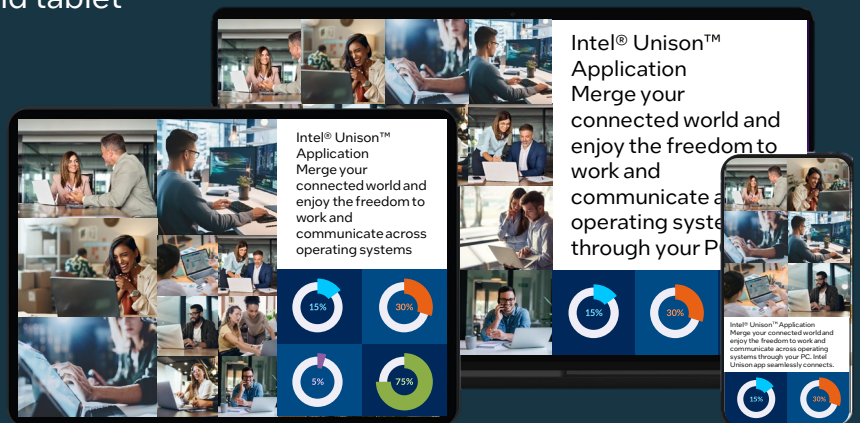 nd tablet
Intel® Unison™
Application
Merge your
connected world and
enjoy the freedom to
work and
communicate a
operating syste
through your P
15%
30%
Intel® Unison™
Application
Merge your
connected world and
enjoy the freedom to
work and
communicate across
operating systems
15%
30%
5%
75%
Intel® Unison™ Application
Merge your connected world and
enjoy the freedom to work and
communicate across operating
systems through your PC. Intel
Unison app seamlessly connects.
15%
30%